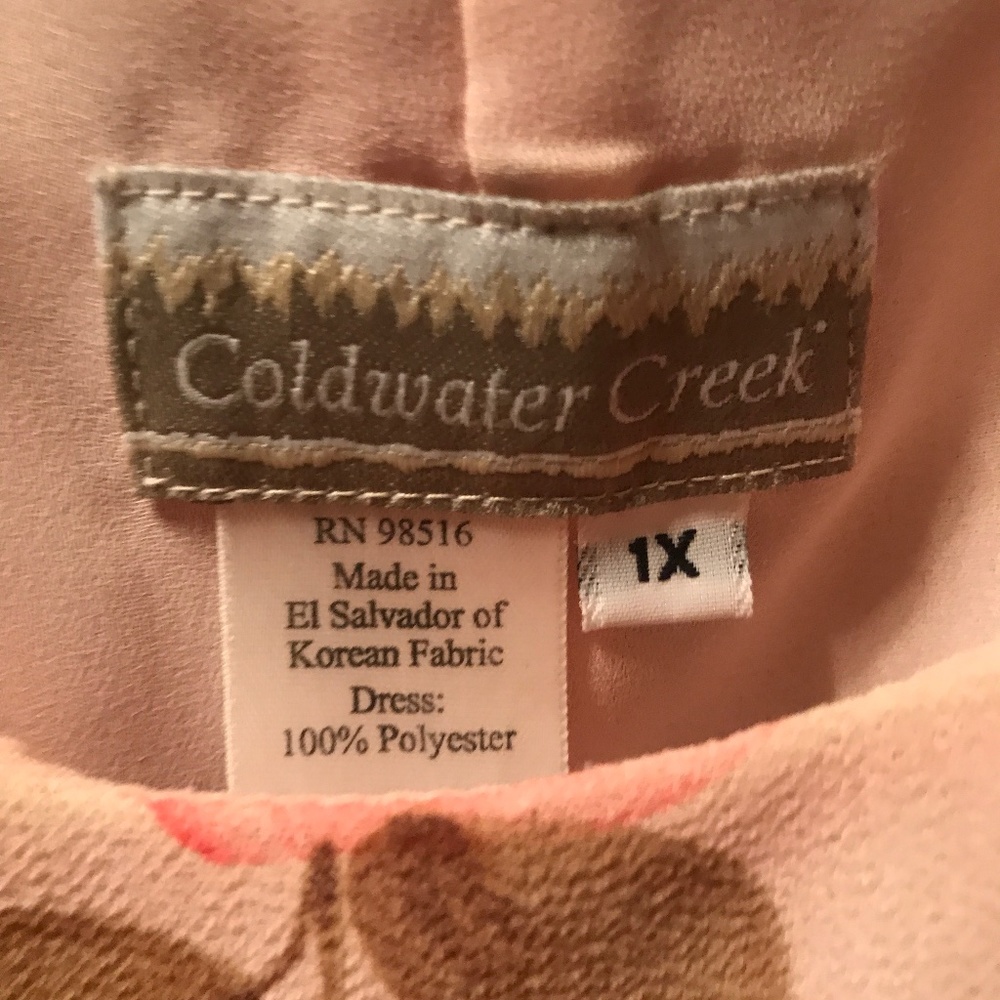 Coldwater Creek
RN 98516
Made in
El Salvador of
Korean Fabric
Dress:
100% Polyester
1X